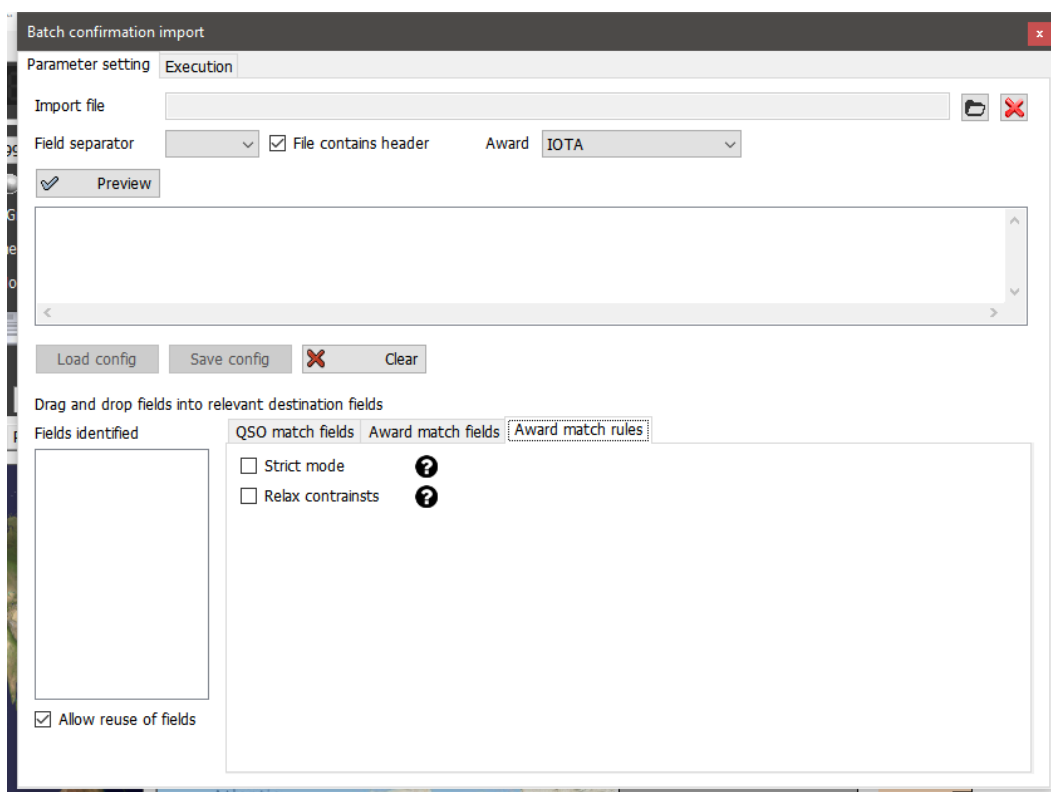 Batch confirmation import
x
Parameter setting Execution
Import file
Field separator File contains header Award IOTA
Preview
Load config Save config Clear
Drag and drop fields into relevant destination fields
Fields identified QSO match fields Award match fields Award match rules
Strict mode ?
Relax contrainsts ?
Allow reuse of fields